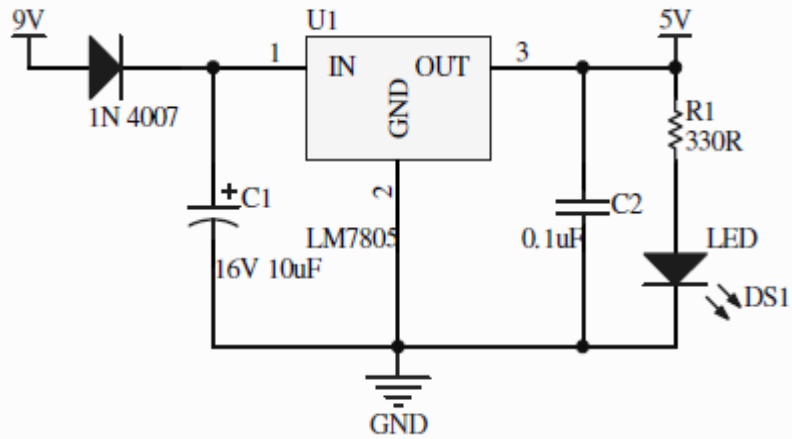 9V
U1
5V
1
3
IN
OUT
GND
1N 4007
R1
330R
2
C1
C2
LM7805
0.1uF
LED
16V 10uF
DS1
GND